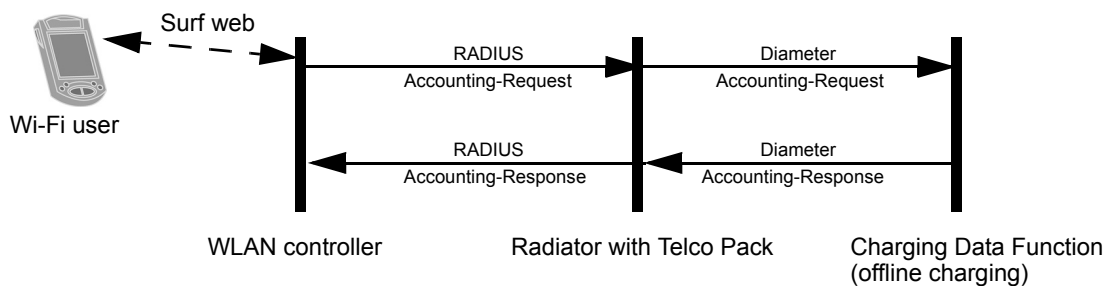 Surf web
RADIUS
Accounting-Request
Diameter
Accounting-Request
Wi-Fi user
RADIUS
Accounting-Response
Diameter
Accounting-Response
WLAN controller
Radiator with Telco Pack
Charging Data Function
(offline charging)